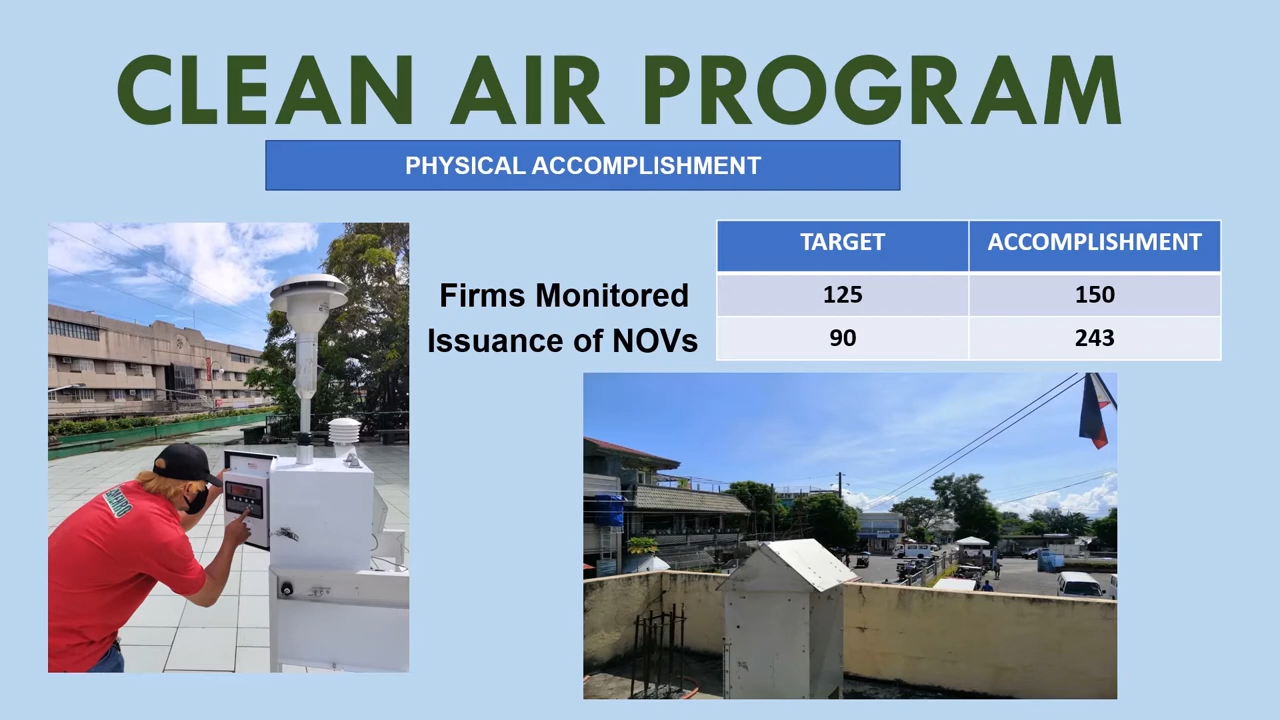 CLEAN AIR PROGRAM
PHYSICAL ACCOMPLISHMENT
TARGET ACCOMPLISHMENT
Firms Monitored 125 150
Issuance of NOVs 90 243